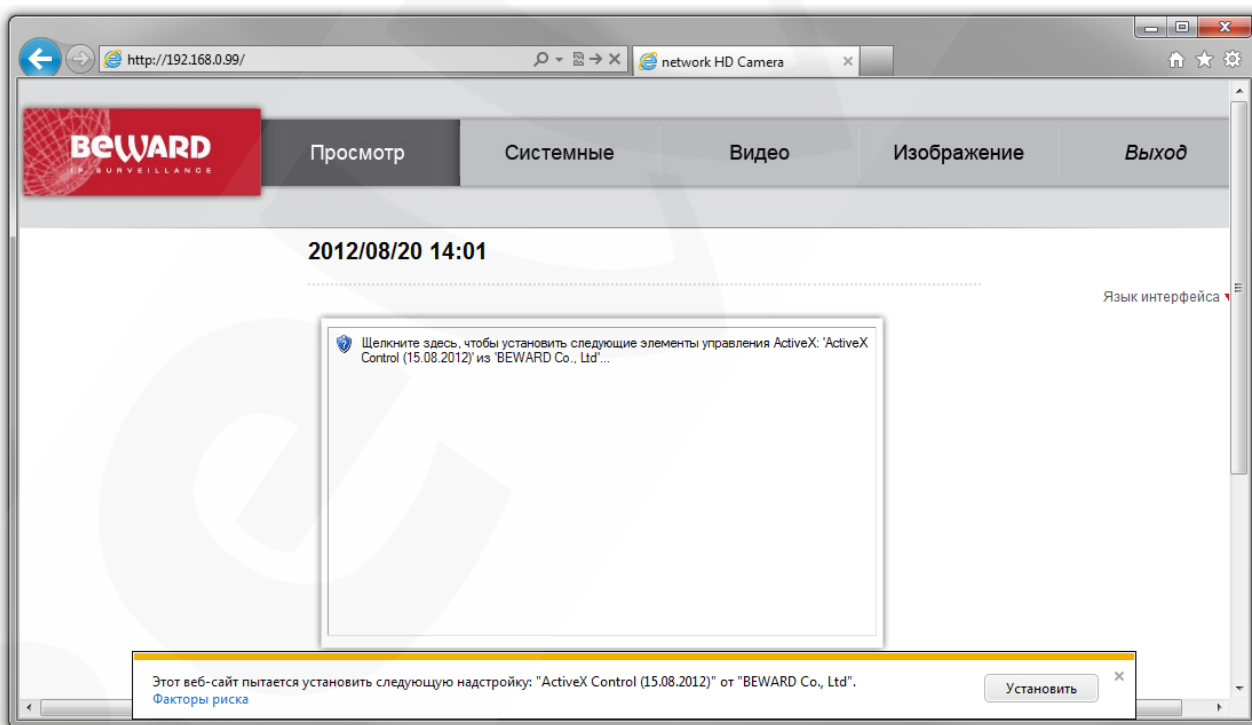 http://192.168.0.99/
network HD Camera
BEWARD
IP SURVEILLANCE
Просмотр
Системные
Видео
Изображение
Выход
2012/08/20 14:01
Язык интерфейса
Щелкните здесь, чтобы установить следующие элементы управления ActiveX: 'ActiveX
Control (15.08.2012)' из 'BEWARD Co., Ltd'...
Этот веб-сайт пытается установить следующую надстройку: "ActiveX Control (15.08.2012)" от "BEWARD Co., Ltd".
Факторы риска
Установить